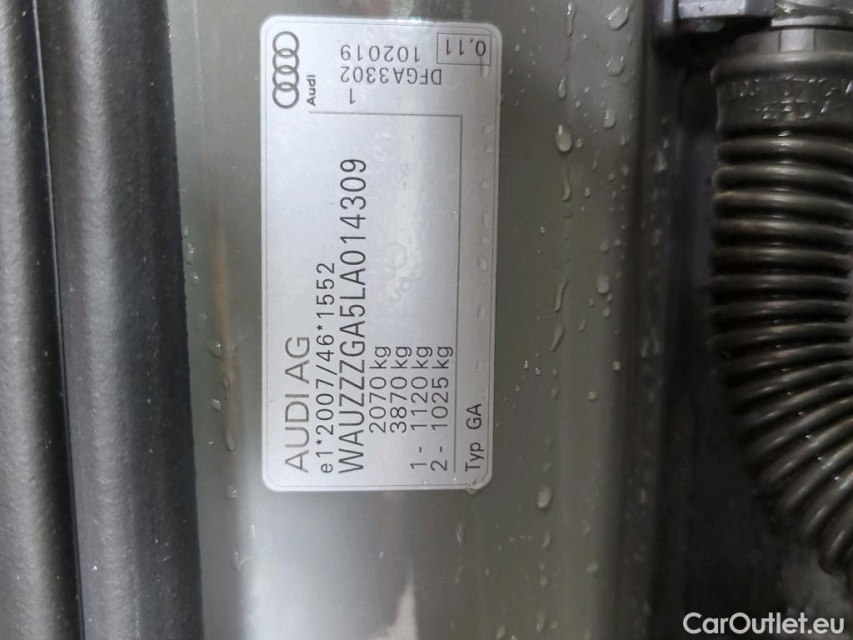 AUDI AG
e1*2007/46*1552
WAUZZZGA5LA014309
2070 kg
3870 kg
1 - 1120 kg
2 - 1025 kg
Typ GA
Audi
1
DFGA3302
102019
0,11
CarOutlet.eu